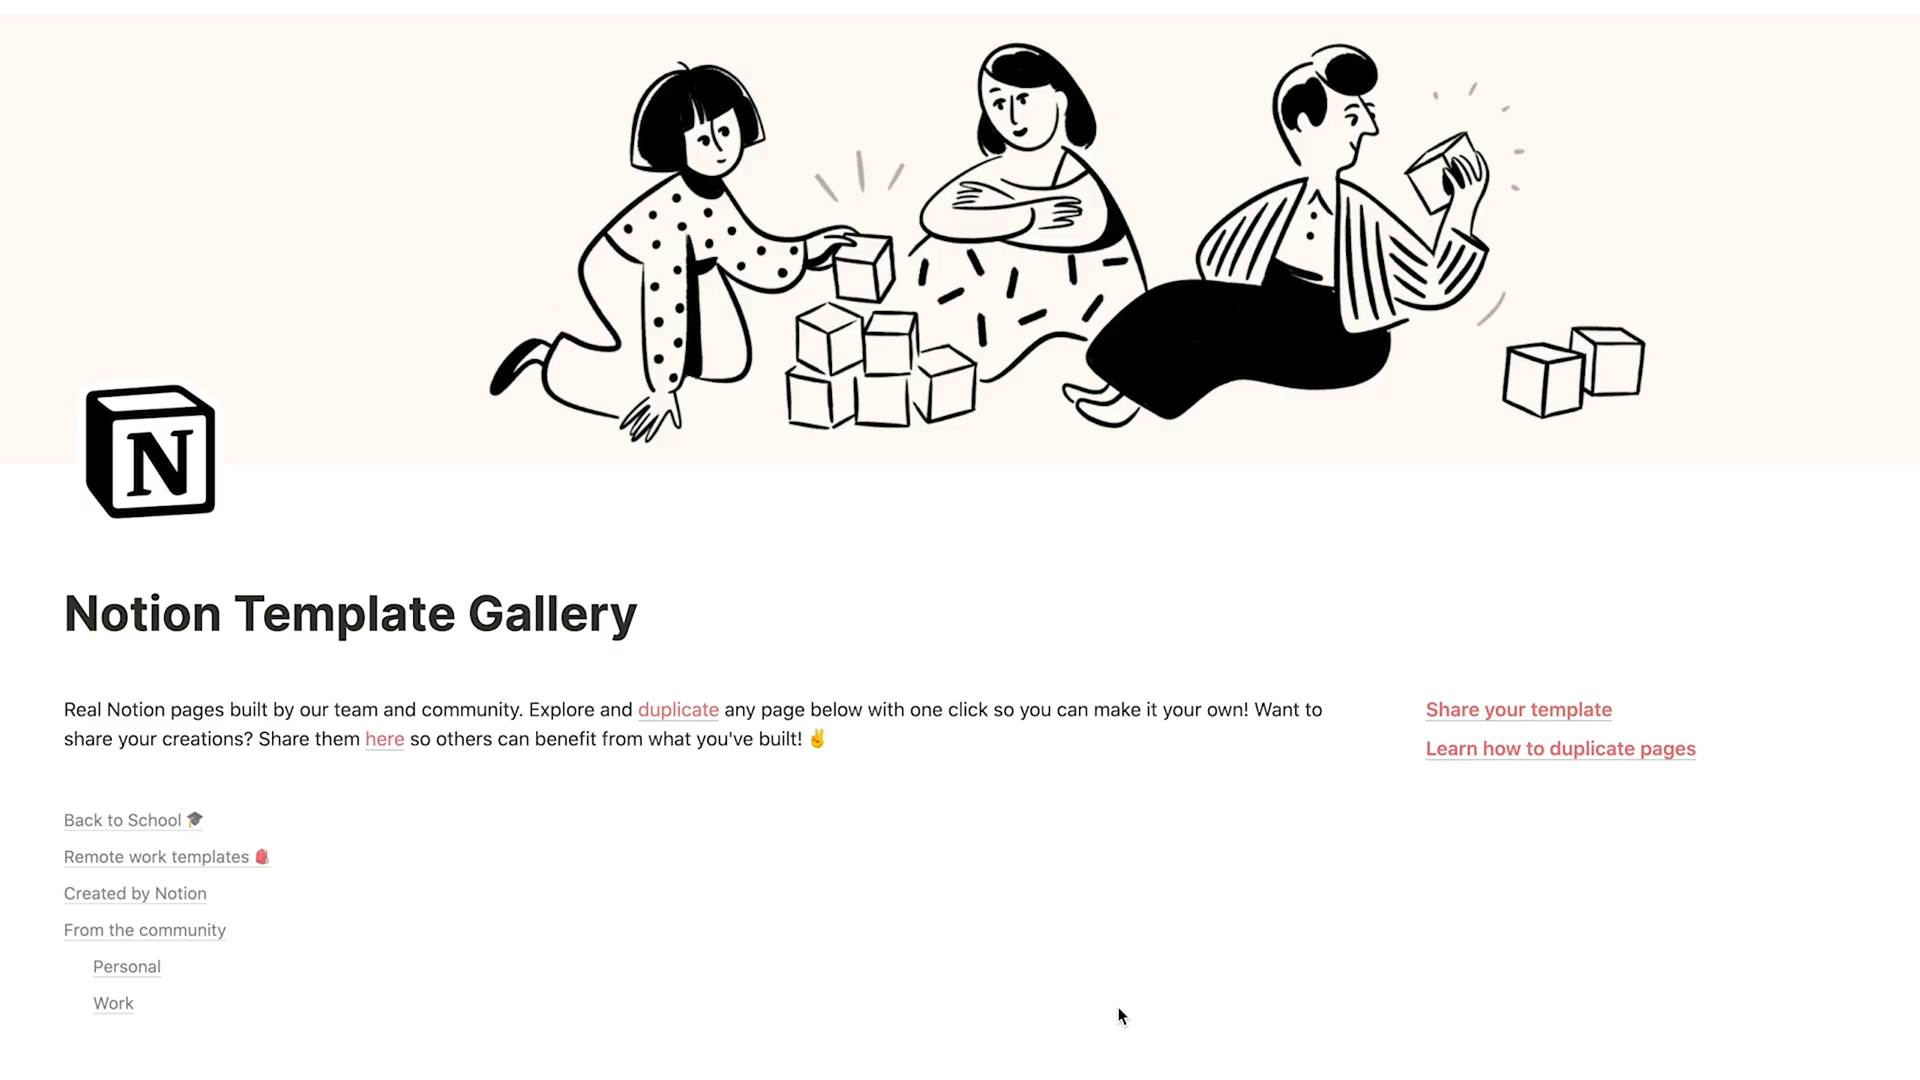 N
Notion Template Gallery
Real Notion pages built by our team and community. Explore and duplicate any page below with one click so you can make it your own! Want to
share your creations? Share them here so others can benefit from what you've built! ✌️
Share your template
Learn how to duplicate pages
Back to School 🎓
Remote work templates 🎒
Created by Notion
From the community
Personal
Work